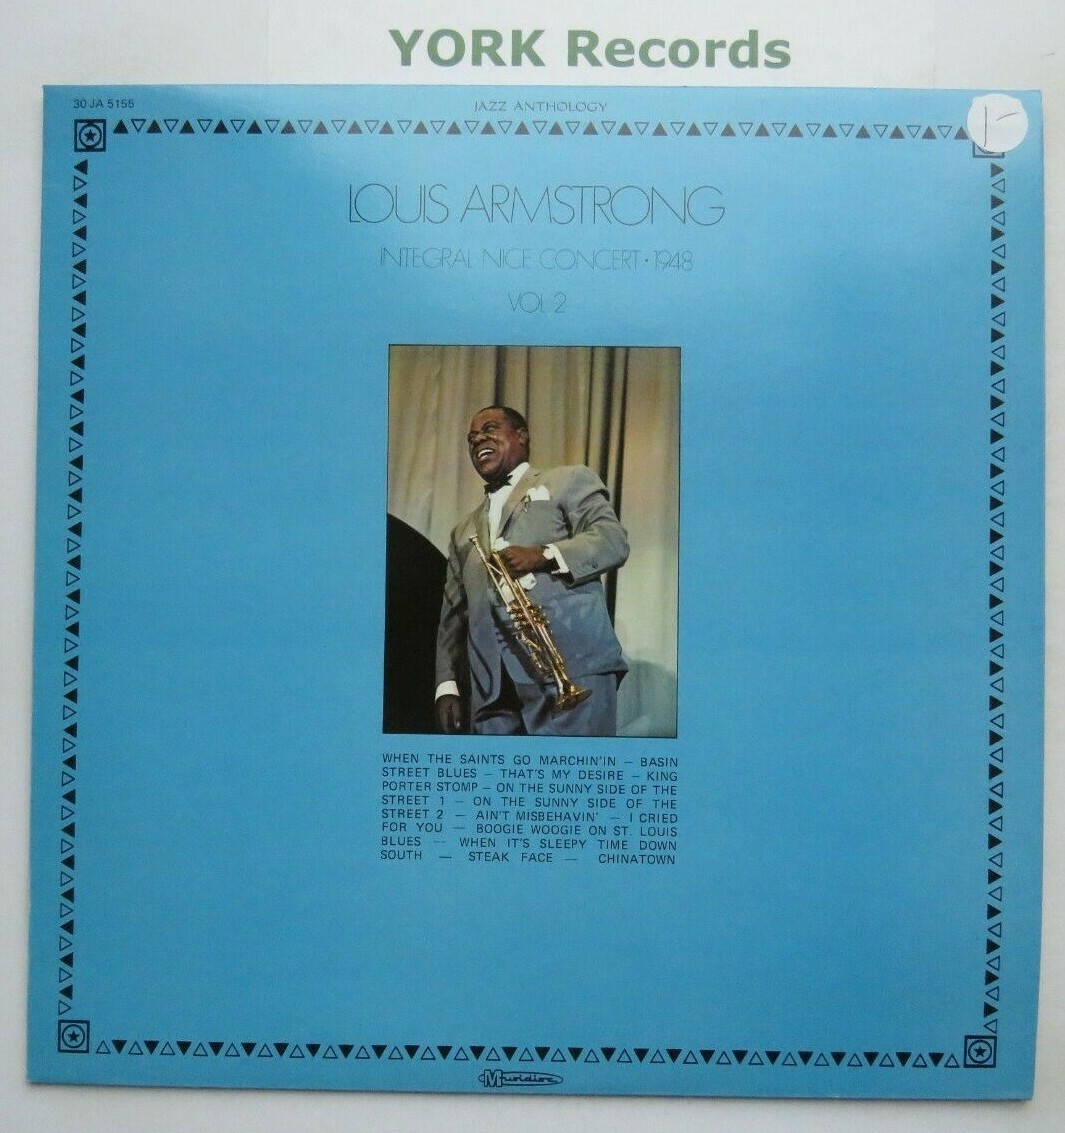 YORK Records
30 JA 5155
JAZZ ANTHOLOGY
1-
LOUIS ARMSTRONG
INTEGRAL NICE CONCERT • 1948
VOL 2
WHEN THE SAINTS GO MARCHIN'IN — BASIN
STREET BLUES — THAT'S MY DESIRE — KING
PORTER STOMP — ON THE SUNNY SIDE OF THE
STREET 1 — ON THE SUNNY SIDE OF THE
STREET 2 — AIN'T MISBEHAVIN' — I CRIED
FOR YOU — BOOGIE WOOGIE ON ST. LOUIS
BLUES — WHEN IT'S SLEEPY TIME DOWN
SOUTH — STEAK FACE — CHINATOWN
Musidisc